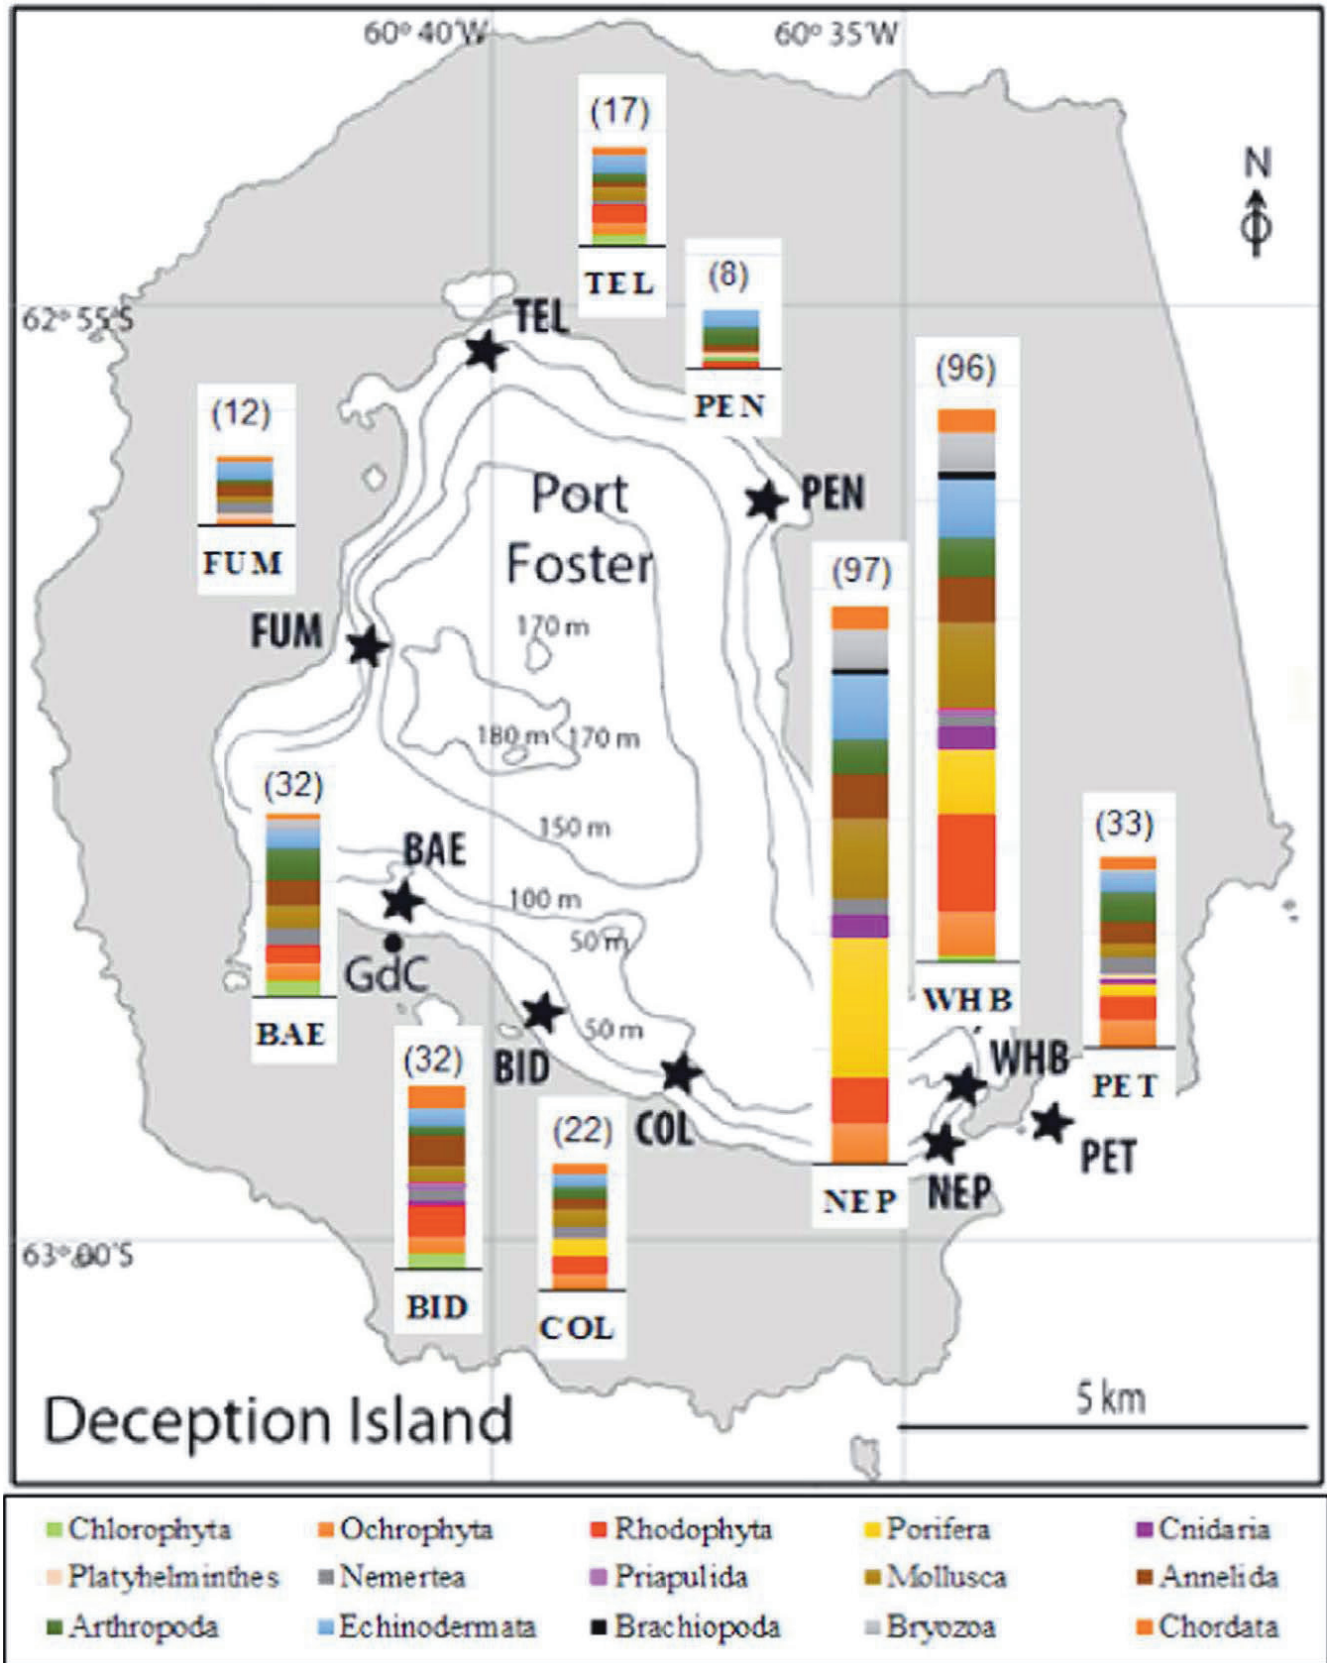 60° 40'W
60° 35'W
(17)
N
TEL
(8)
62° 55'S
TEL
PEN
(96)
(12)
Port
Foster
PEN
FUM
(97)
FUM
170 m
180 m
170 m
(32)
150 m
(33)
BAE
100 m
50 m
GdC
WHB
BAE
50 m
BID
(32)
WHB
PET
COL
(22)
PET
NEP
NEP
63° 00'S
BID
COL
5 km
Deception Island
Chlorophyta Ochrophyta Rhodophyta Porifera Cnidaria
Platyhelminthes Nemertea Priapulida Mollusca Annelida
Arthropoda Echinodermata Brachiopoda Bryozoa Chordata